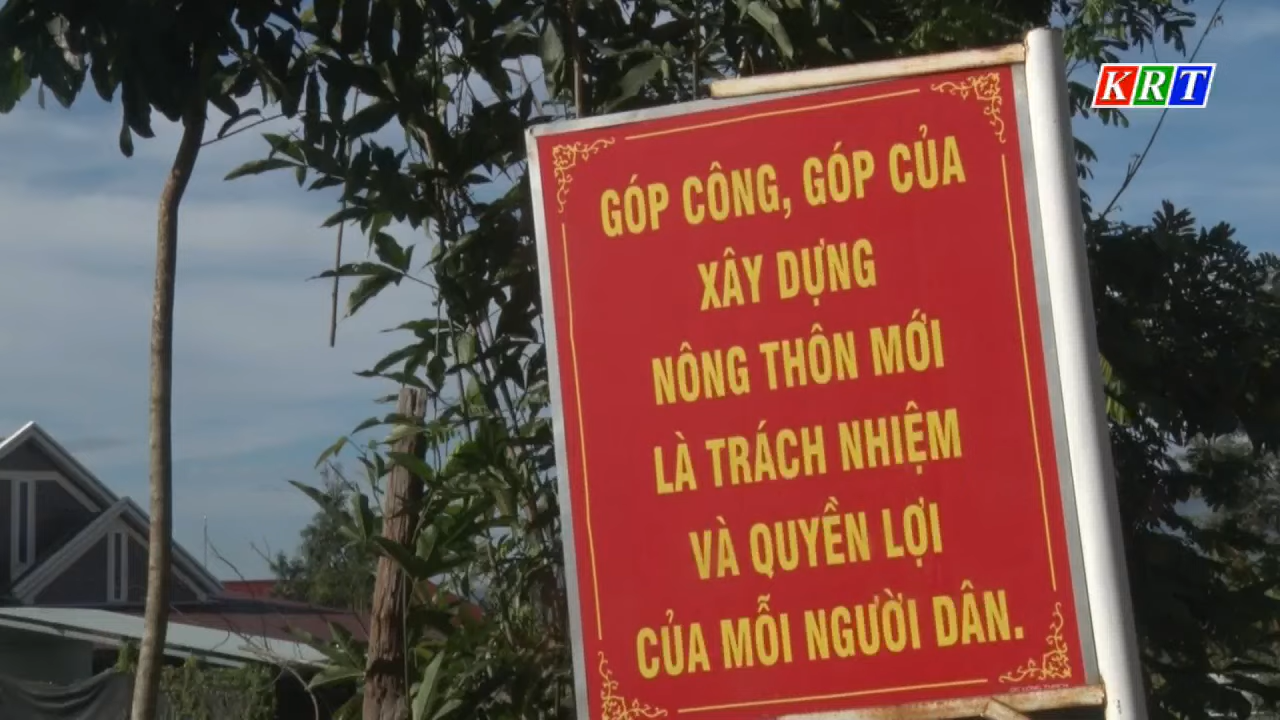 KRT
GÓP CÔNG, GÓP CỦA
XÂY DỰNG
NÔNG THÔN MỚI
LÀ TRÁCH NHIỆM
VÀ QUYỀN LỢI
CỦA MỖI NGƯỜI DÂN.